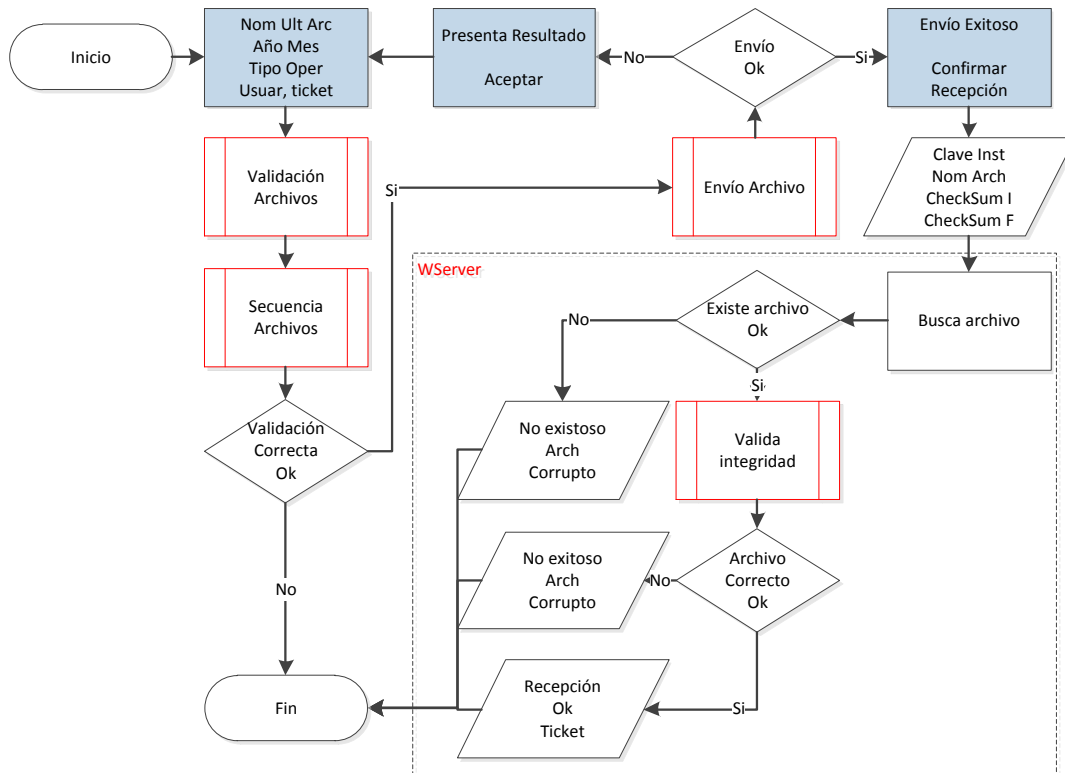 Inicio
Nom Ult Arc
Año Mes
Tipo Oper
Usuar, ticket
Presenta Resultado
Aceptar
No
Envío
Ok
Si
Envío Exitoso
Confirmar
Recepción
Validación
Archivos
Si
Envío Archivo
Clave Inst
Nom Arch
CheckSum I
CheckSum F
WServer
Secuencia
Archivos
No
Existe archivo
Ok
Busca archivo
Si
Validación
Correcta
Ok
No existoso
Arch
Corrupto
Valida
integridad
No
No exitoso
Arch
Corrupto
No
Archivo
Correcto
Ok
Fin
Recepción
Ok
Ticket
Si